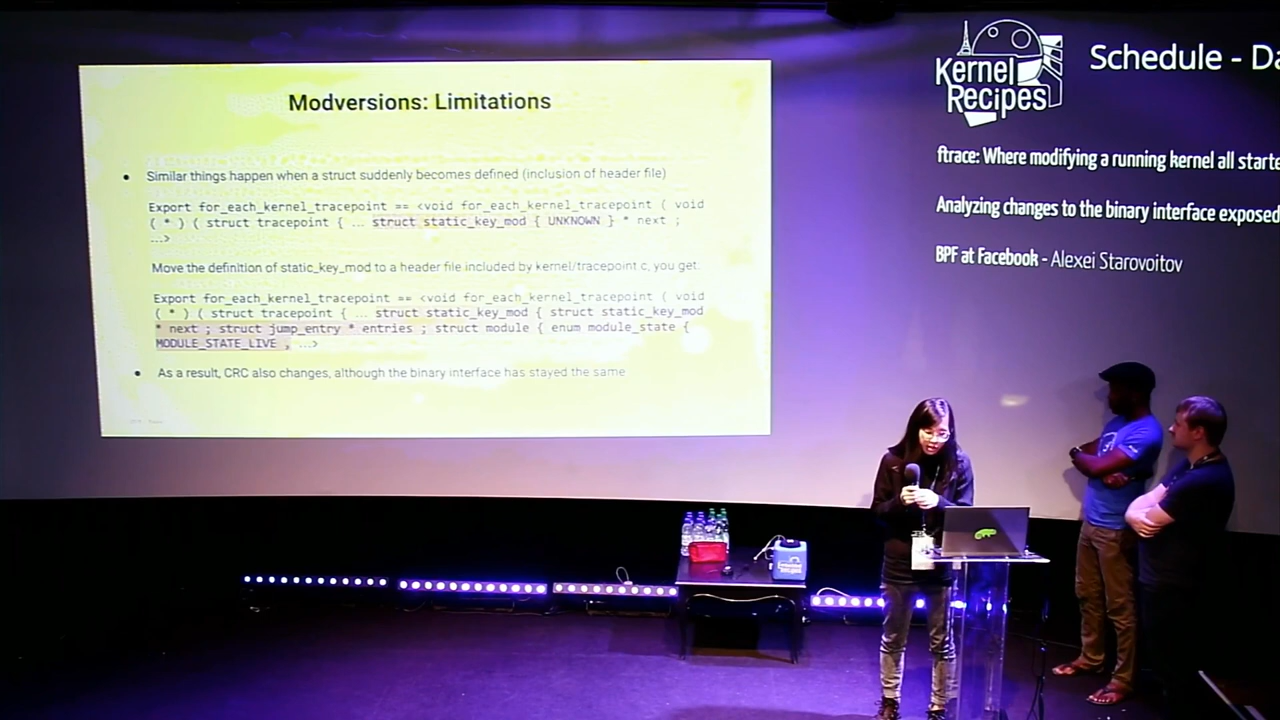 Modversions: Limitations
Similar things happen when a struct suddenly becomes defined (inclusion of header file)
Export for_each_kernel_tracepoint == <void for_each_kernel_tracepoint ( void
( * ) ( struct tracepoint { ... struct static_key_mod { UNKNOWN } * next ;
...>
Move the definition of static_key_mod to a header file included by kernel/tracepoint.c, you get:
Export for_each_kernel_tracepoint == <void for_each_kernel_tracepoint ( void
( * ) ( struct tracepoint { ... struct static_key_mod { struct static_key_mod
* next ; struct jump_entry * entries ; struct module { enum module_state {
MODULE_STATE_LIVE , ...>
As a result, CRC also changes, although the binary interface has stayed the same
Kernel
Recipes
Schedule - Da
ftrace: Where modifying a running kernel all starte
Analyzing changes to the binary interface exposed
BPF at Facebook - Alexei Starovoitov